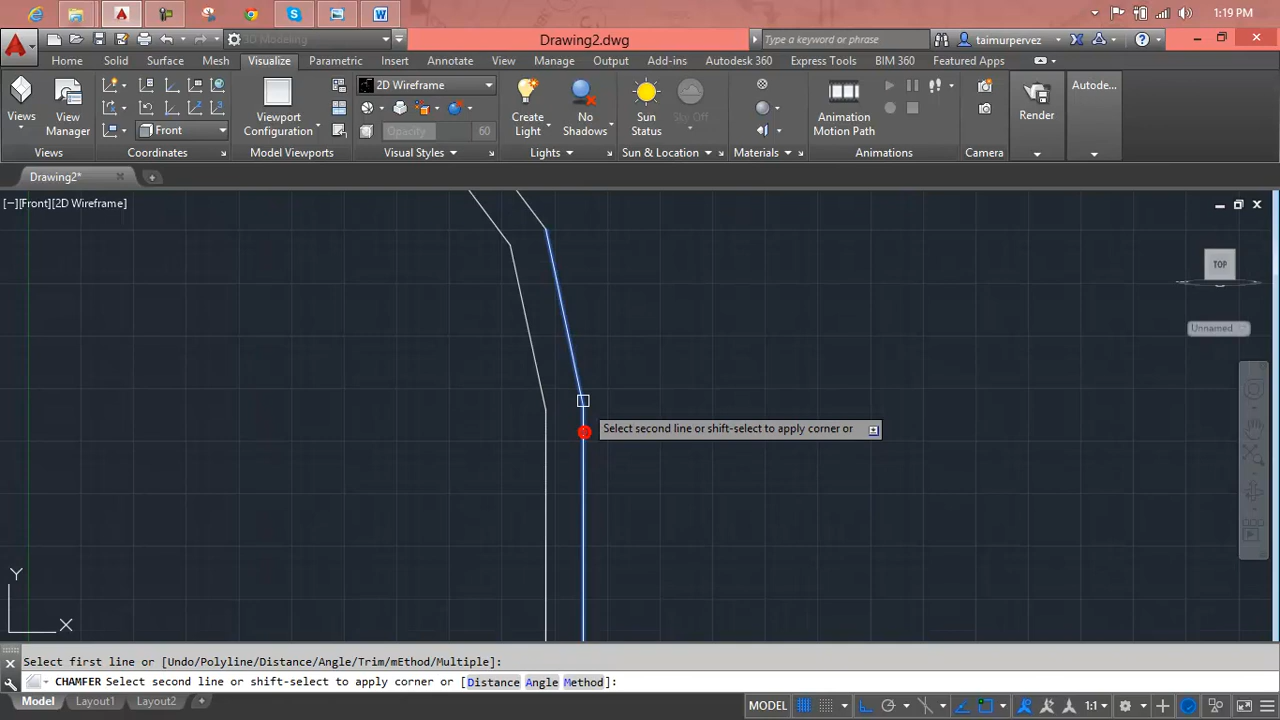 1:19 PM
3D Modeling
Drawing2.dwg
Type a keyword or phrase
taimurpervez
Home Solid Surface Mesh Visualize Parametric Insert Annotate View Manage Output Add-ins Autodesk 360 Express Tools BIM 360 Featured Apps
2D Wireframe
Autode...
Views
View Manager
Front
Viewport Configuration
Opacity 60
Create Light
No Shadows
Sun Status
Sky Off
Animation Motion Path
Render
Views Coordinates Model Viewports Visual Styles Lights Sun & Location Materials Animations Camera
Drawing2*
[−][Front][2D Wireframe]
TOP
Unnamed
Select second line or shift-select to apply corner or
Y
X
Select first line or [Undo/Polyline/Distance/Angle/Trim/mEthod/Multiple]:
CHAMFER Select second line or shift-select to apply corner or [Distance Angle Method]:
Model Layout1 Layout2 +
MODEL
1:1